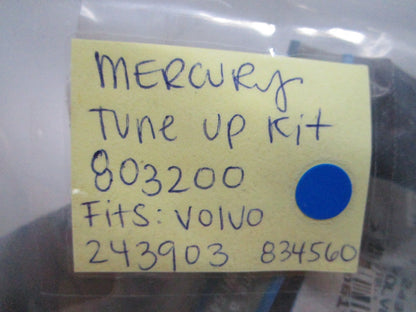 MERCURY
Tune up Kit
803200
Fits: VOLVO
243903 834560